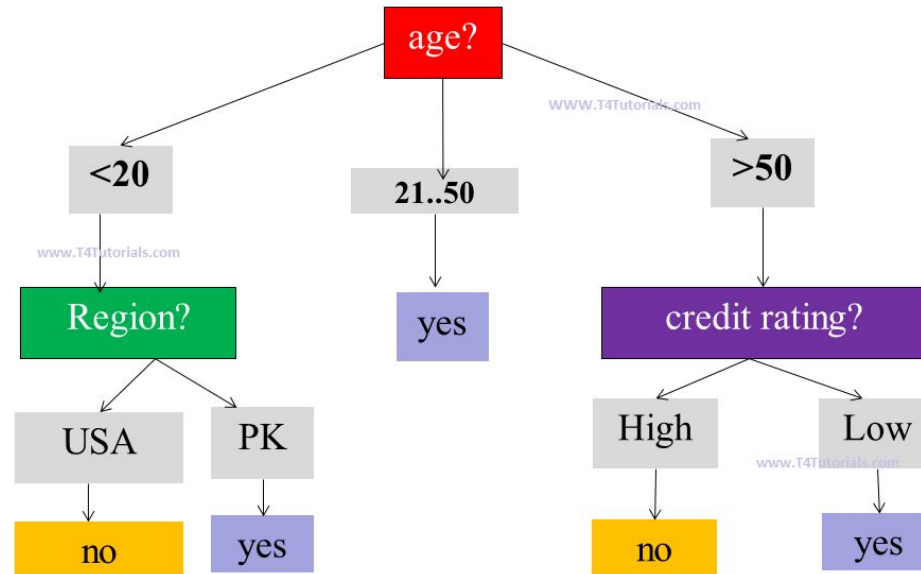 age?
WWW.T4Tutorials.com
<20
21..50
>50
www.T4Tutorials.com
Region?
yes
credit rating?
USA
PK
High
Low
www.T4Tutorials.com
no
yes
no
yes